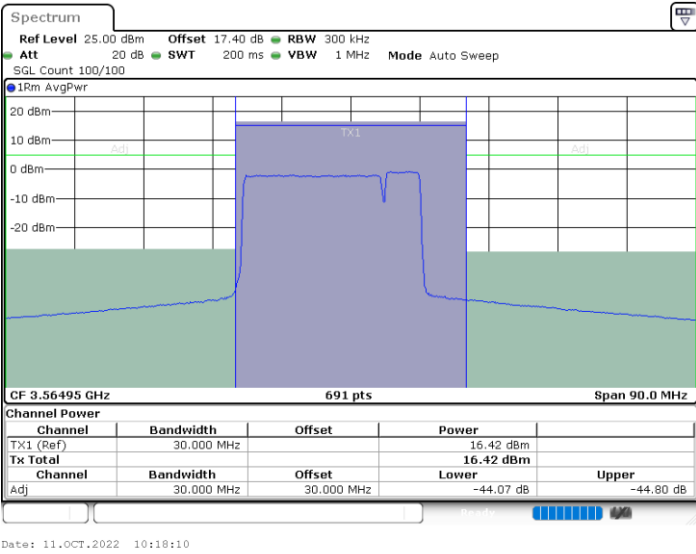 Spectrum
Ref Level 25.00 dBm Offset 17.40 dB RBW 300 kHz
Att 20 dB SWT 200 ms VBW 1 MHz Mode Auto Sweep
SGL Count 100/100
1Rm AvgPwr
20 dBm
TX1
10 dBm
Adj Adj
0 dBm
-10 dBm
-20 dBm
CF 3.56495 GHz 691 pts Span 90.0 MHz
Channel Power
Channel Bandwidth Offset Power
TX1 (Ref) 30.000 MHz 16.42 dBm
Tx Total 16.42 dBm
Channel Bandwidth Offset Lower Upper
Adj 30.000 MHz 30.000 MHz -44.07 dB -44.80 dB
Ready
Date: 11.OCT.2022 10:18:10